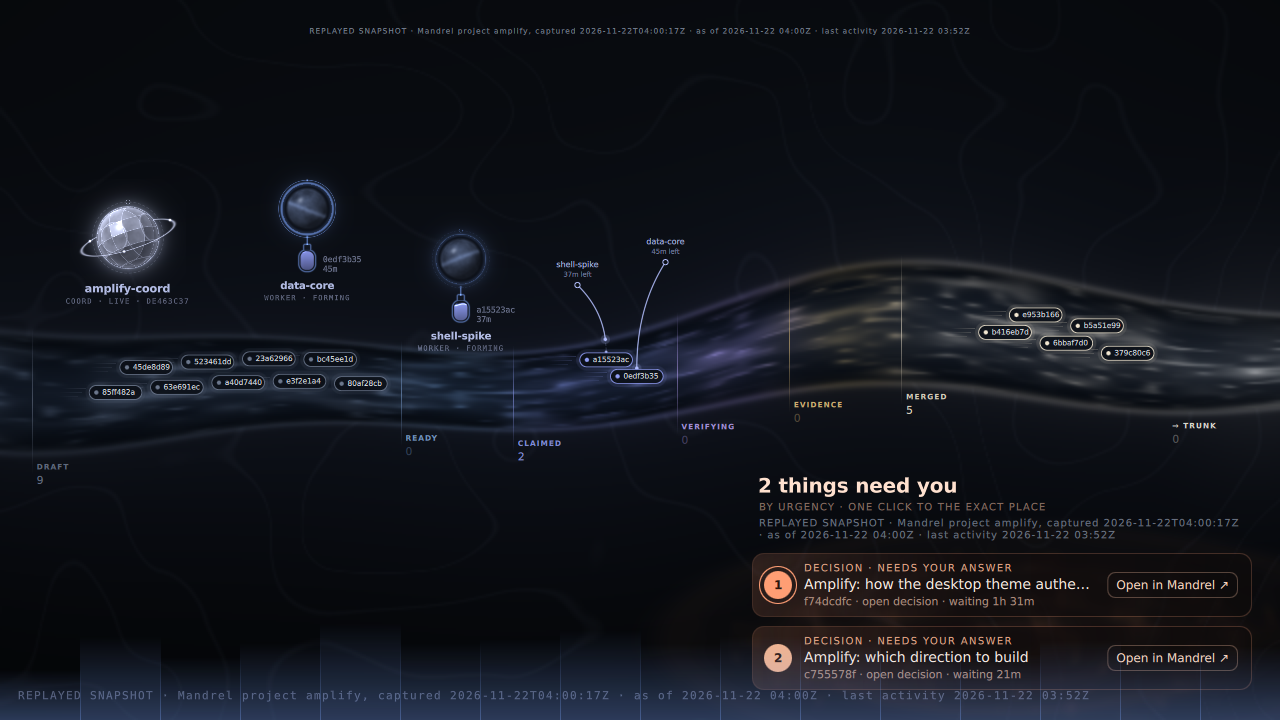 REPLAYED SNAPSHOT · Mandrel project amplify, captured 2026-11-22T04:00:17Z · as of 2026-11-22 04:00Z · last activity 2026-11-22 03:52Z
amplify-coord
COORD · LIVE · DE463C37
0edf3b35
45m
data-core
WORKER · FORMING
a15523ac
37m
shell-spike
WORKER · FORMING
shell-spike
37m left
data-core
45m left
45de8d89
523461dd
23a62966
bc45ee1d
85ff482a
63e691ec
a40d7440
e3f2e1a4
80af28cb
a15523ac
0edf3b35
e953b166
b5a51e99
b416eb7d
6bbaf7d0
379c80c6
DRAFT
9
READY
0
CLAIMED
2
VERIFYING
0
EVIDENCE
0
MERGED
5
→ TRUNK
0
2 things need you
BY URGENCY · ONE CLICK TO THE EXACT PLACE
REPLAYED SNAPSHOT · Mandrel project amplify, captured 2026-11-22T04:00:17Z
· as of 2026-11-22 04:00Z · last activity 2026-11-22 03:52Z
1
DECISION · NEEDS YOUR ANSWER
Amplify: how the desktop theme authe…
f74dcdfc · open decision · waiting 1h 31m
Open in Mandrel ↗
2
DECISION · NEEDS YOUR ANSWER
Amplify: which direction to build
c755578f · open decision · waiting 21m
Open in Mandrel ↗
REPLAYED SNAPSHOT · Mandrel project amplify, captured 2026-11-22T04:00:17Z · as of 2026-11-22 04:00Z · last activity 2026-11-22 03:52Z